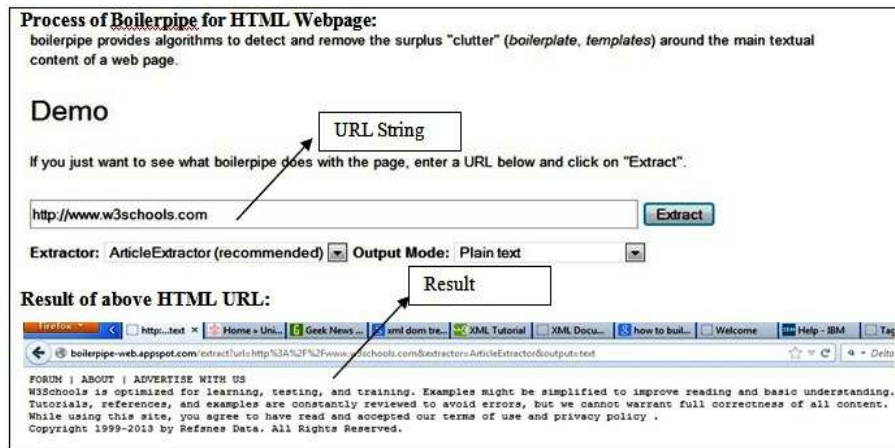 Process of Boilerpipe for HTML Webpage:
boilerpipe provides algorithms to detect and remove the surplus "clutter" (boilerplate, templates) around the main textual
content of a web page.
Demo
URL String
If you just want to see what boilerpipe does with the page, enter a URL below and click on "Extract".
http://www.w3schools.com Extract
Extractor: ArticleExtractor (recommended) Output Mode: Plain text
Result
Result of above HTML URL:
Firefox http:...text × Home » Uni... Geek News ... xml dom tre... XML Tutorial XML Docu... how to buil... Welcome Help - IBM Tag
boilerpipe-web.appspot.com/extract?url=http%3A%2F%2Fwww.w3schools.com&extractor=ArticleExtractor&output=text Delta
FORUM | ABOUT | ADVERTISE WITH US
W3Schools is optimized for learning, testing, and training. Examples might be simplified to improve reading and basic understanding.
Tutorials, references, and examples are constantly reviewed to avoid errors, but we cannot warrant full correctness of all content.
While using this site, you agree to have read and accepted our terms of use and privacy policy .
Copyright 1999-2013 by Refsnes Data. All Rights Reserved.